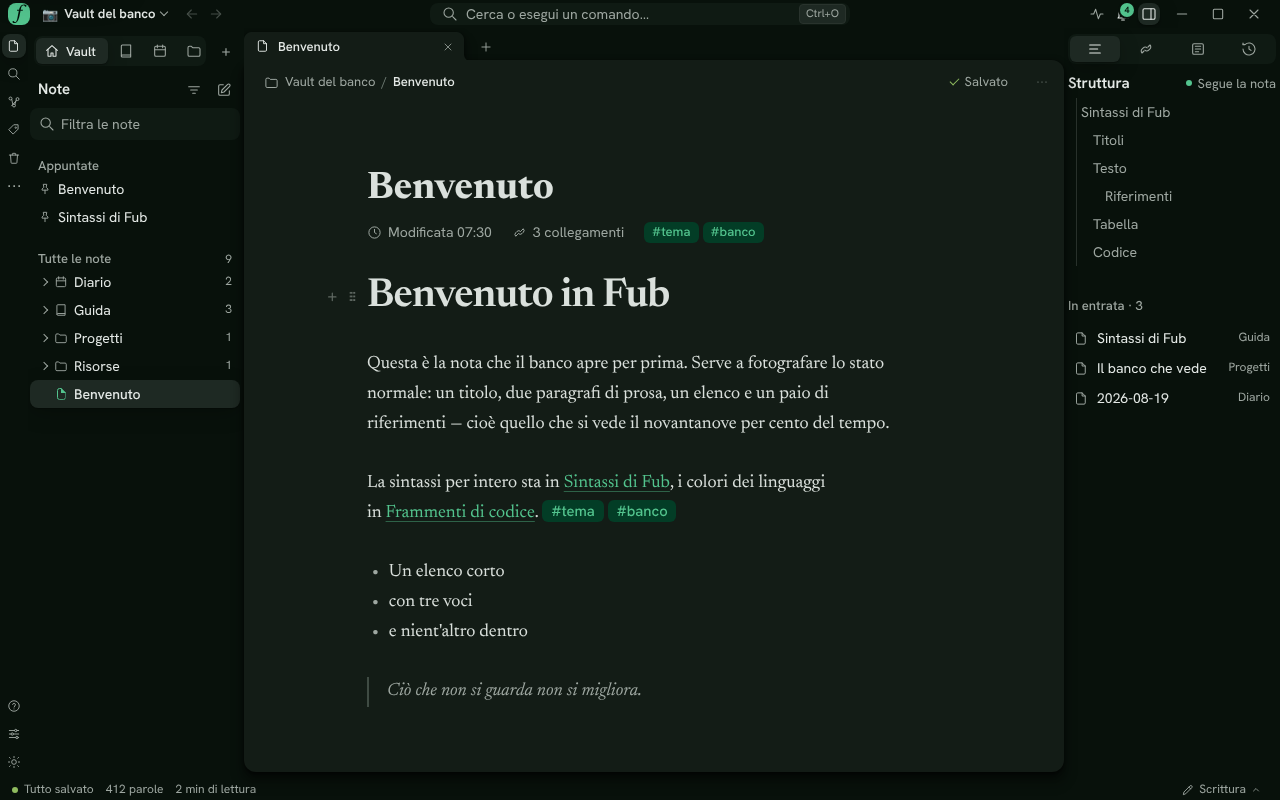 Vault del banco
Cerca o esegui un comando…
Ctrl+O
4
Vault
Benvenuto
Note
Filtra le note
Appuntate
Benvenuto
Sintassi di Fub
Tutte le note 9
Diario 2
Guida 3
Progetti 1
Risorse 1
Benvenuto
Vault del banco / Benvenuto
Salvato
Benvenuto
Modificata 07:30
3 collegamenti
#tema #banco
Benvenuto in Fub
Questa è la nota che il banco apre per prima. Serve a fotografare lo stato
normale: un titolo, due paragrafi di prosa, un elenco e un paio di
riferimenti — cioè quello che si vede il novantanove per cento del tempo.
La sintassi per intero sta in Sintassi di Fub, i colori dei linguaggi
in Frammenti di codice. #tema #banco
• Un elenco corto
• con tre voci
• e nient'altro dentro
Ciò che non si guarda non si migliora.
Struttura
Segue la nota
Sintassi di Fub
Titoli
Testo
Riferimenti
Tabella
Codice
In entrata · 3
Sintassi di Fub Guida
Il banco che vede Progetti
2026-08-19 Diario
Tutto salvato
412 parole
2 min di lettura
Scrittura